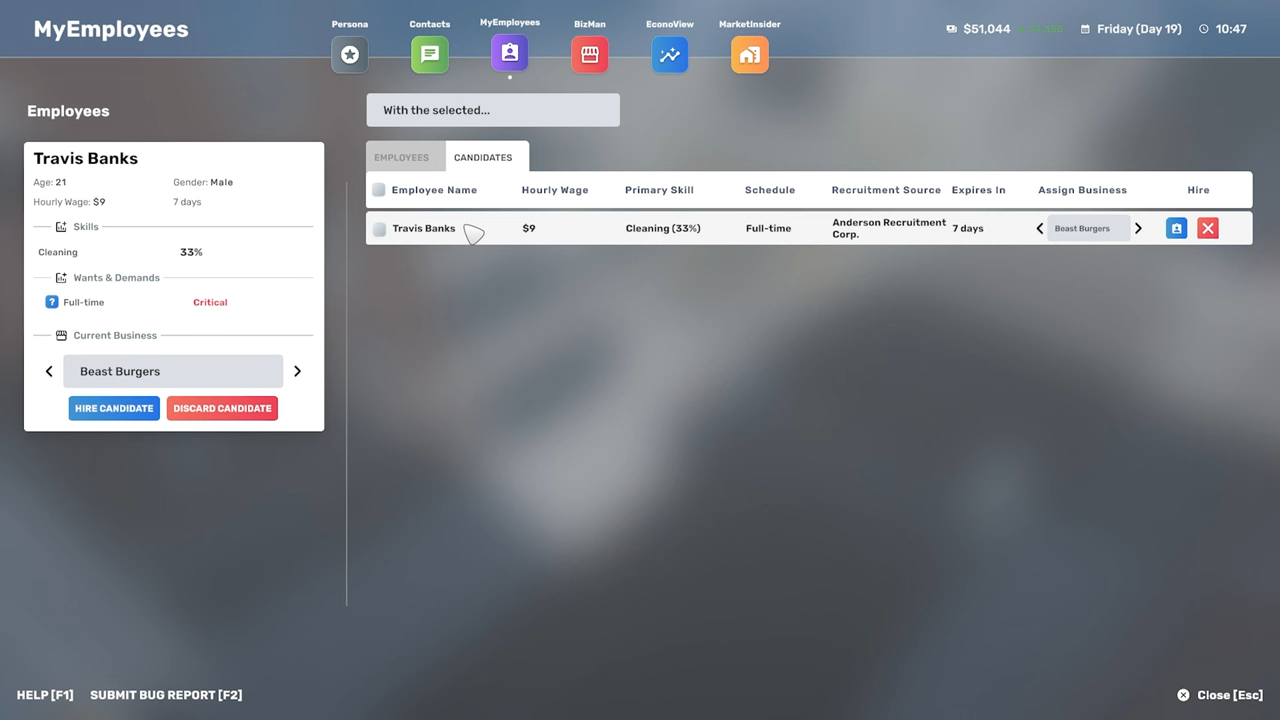 MyEmployees
Persona
Contacts
MyEmployees
BizMan
EconoView
MarketInsider
$51,044
Friday (Day 19)
10:47
Employees
Travis Banks
Age: 21
Gender: Male
Hourly Wage: $9
7 days
Skills
Cleaning
33%
Wants & Demands
? Full-time
Critical
Current Business
Beast Burgers
HIRE CANDIDATE
DISCARD CANDIDATE
With the selected...
EMPLOYEES
CANDIDATES
Employee Name
Hourly Wage
Primary Skill
Schedule
Recruitment Source
Expires In
Assign Business
Hire
Travis Banks
$9
Cleaning (33%)
Full-time
Anderson Recruitment
Corp.
7 days
Beast Burgers
HELP [F1]
SUBMIT BUG REPORT [F2]
Close [Esc]